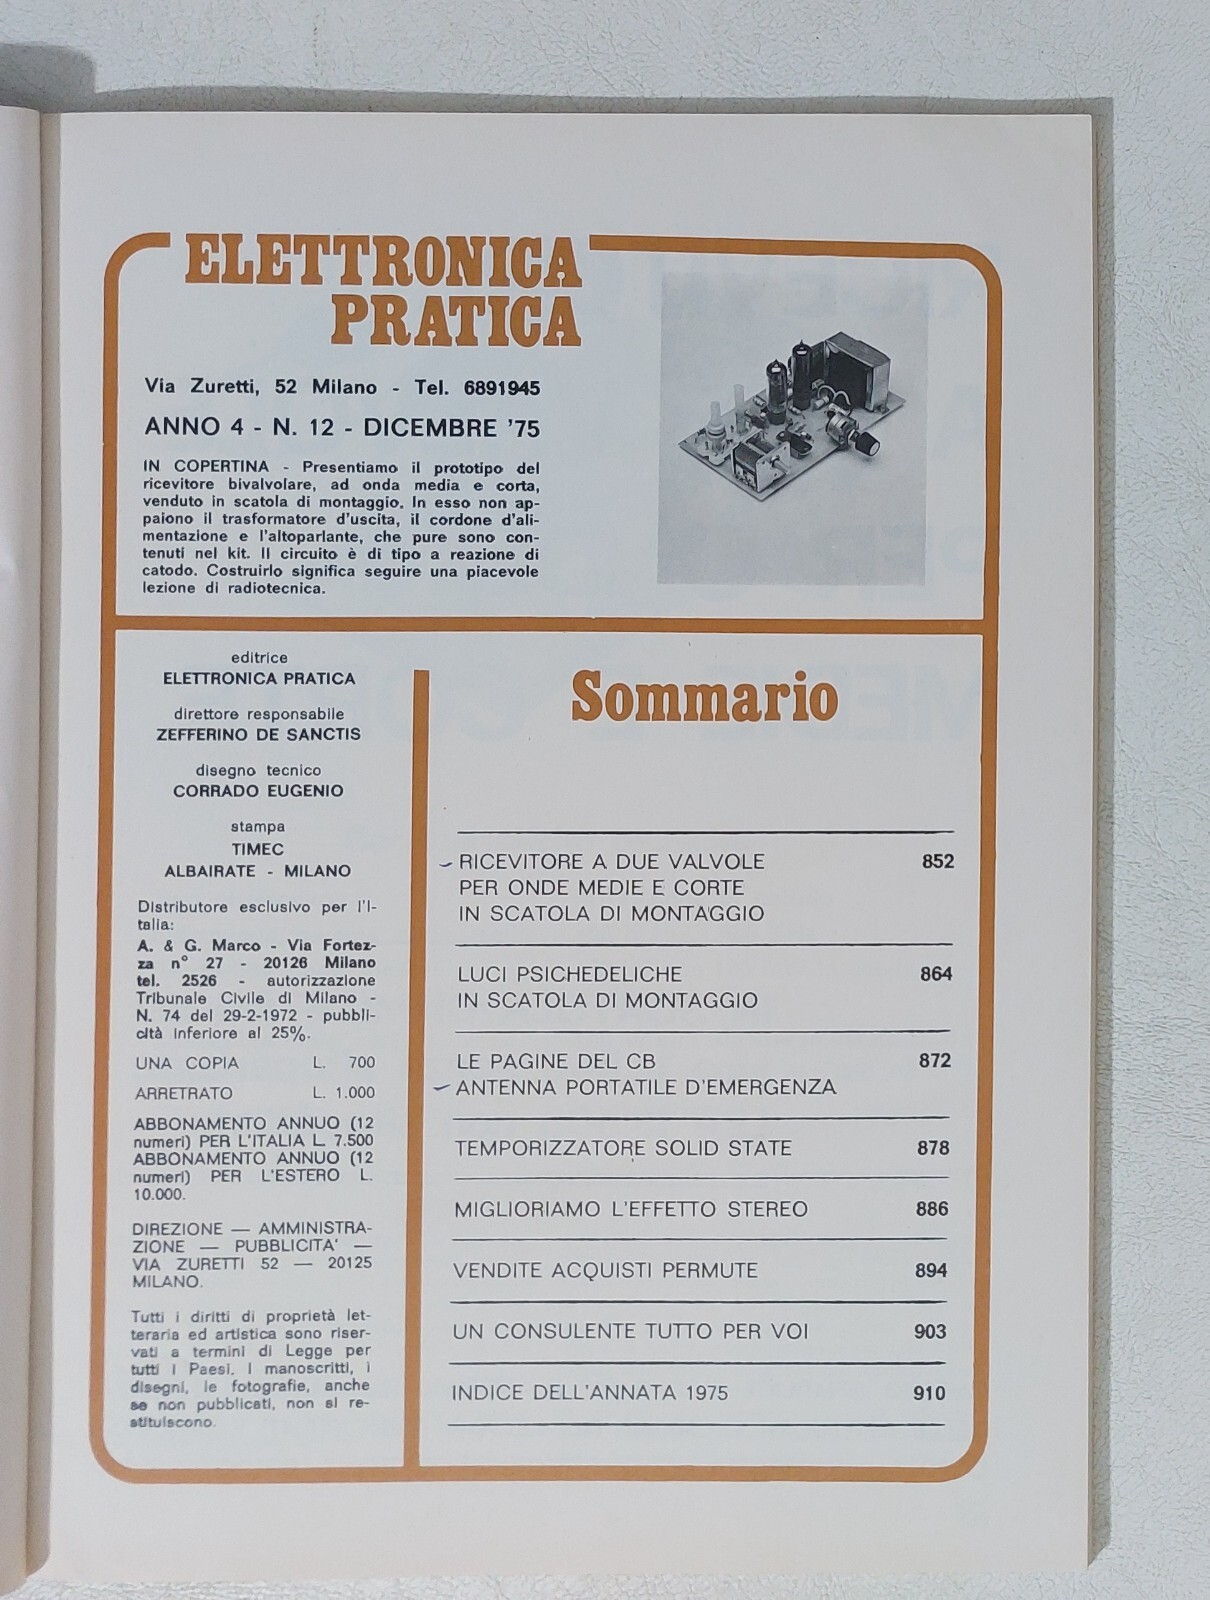 ELETTRONICA
PRATICA
Via Zuretti, 52 Milano - Tel. 6891945
ANNO 4 - N. 12 - DICEMBRE '75
IN COPERTINA - Presentiamo il prototipo del
ricevitore bivalvolare, ad onda media e corta,
venduto in scatola di montaggio. In esso non ap-
paiono il trasformatore d'uscita, il cordone d'ali-
mentazione e l'altoparlante, che pure sono con-
tenuti nel kit. Il circuito è di tipo a reazione di
catodo. Costruirlo significa seguire una piacevole
lezione di radiotecnica.
editrice
ELETTRONICA PRATICA
direttore responsabile
ZEFFERINO DE SANCTIS
disegno tecnico
CORRADO EUGENIO
stampa
TIMEC
ALBAIRATE - MILANO
Distributore esclusivo per l'I-
talia:
A. & G. Marco - Via Fortez-
za n° 27 - 20126 Milano
tel. 2526 - autorizzazione
Tribunale Civile di Milano -
N. 74 del 29-2-1972 - pubbli-
cità inferiore al 25%.
UNA COPIA L. 700
ARRETRATO L. 1.000
ABBONAMENTO ANNUO (12
numeri) PER L'ITALIA L. 7.500
ABBONAMENTO ANNUO (12
numeri) PER L'ESTERO L.
10.000.
DIREZIONE — AMMINISTRA-
ZIONE — PUBBLICITA' —
VIA ZURETTI 52 — 20125
MILANO.
Tutti i diritti di proprietà let-
teraria ed artistica sono riser-
vati a termini di Legge per
tutti i Paesi. I manoscritti, i
disegni, le fotografie, anche
se non pubblicati, non si re-
stituiscono.
Sommario
RICEVITORE A DUE VALVOLE 852
PER ONDE MEDIE E CORTE
IN SCATOLA DI MONTAGGIO
LUCI PSICHEDELICHE 864
IN SCATOLA DI MONTAGGIO
LE PAGINE DEL CB 872
ANTENNA PORTATILE D'EMERGENZA
TEMPORIZZATORE SOLID STATE 878
MIGLIORIAMO L'EFFETTO STEREO 886
VENDITE ACQUISTI PERMUTE 894
UN CONSULENTE TUTTO PER VOI 903
INDICE DELL'ANNATA 1975 910